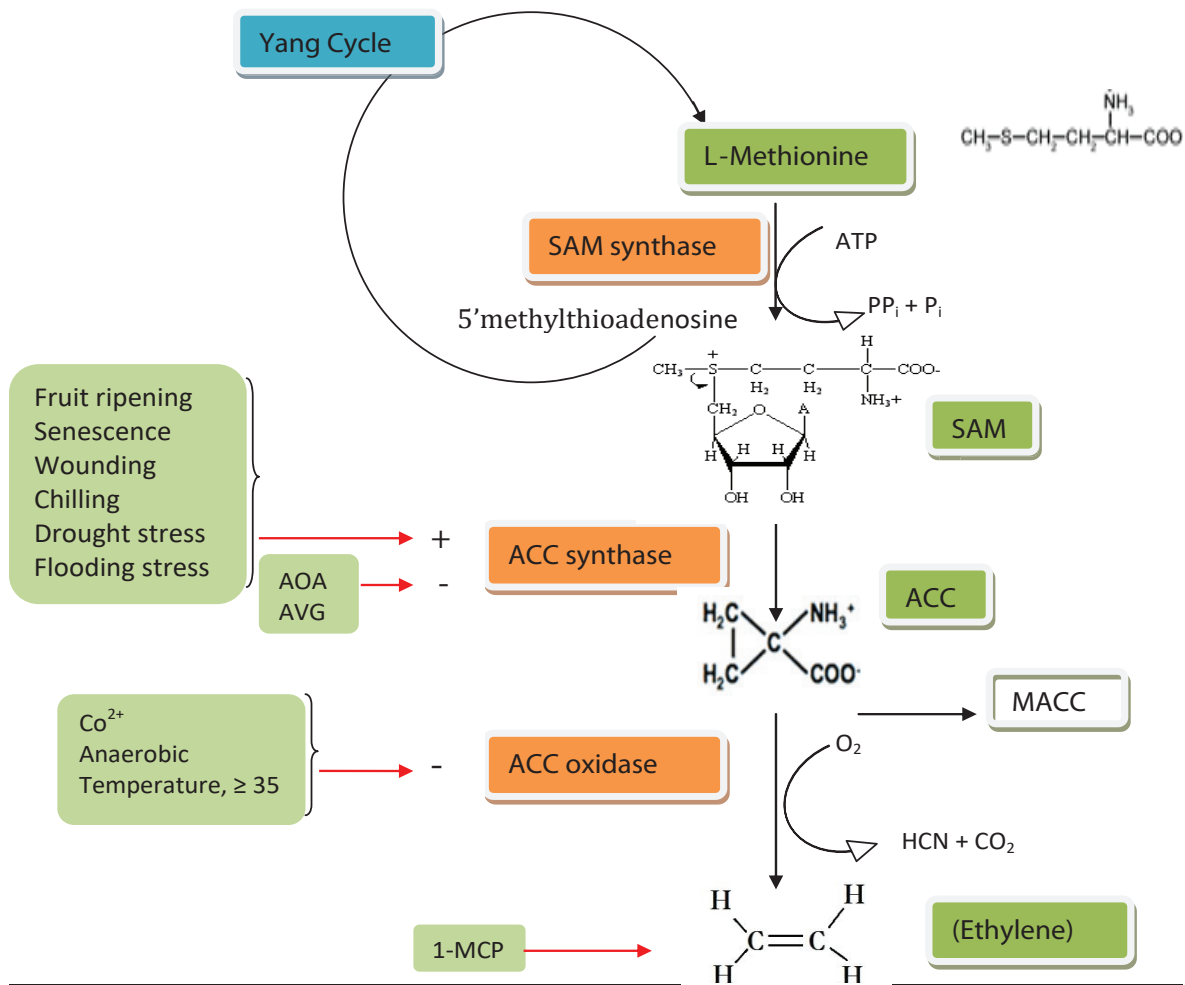 Yang Cycle
L-Methionine
NH₃
CH₃–S–CH₂–CH₂–CH–COO
SAM synthase
ATP
PPᵢ + Pᵢ
5’methylthioadenosine
H
+
CH₃ S C C C COO-
H₂ H₂
NH₃+
CH₂ O A
H H H H
OH OH
SAM
Fruit ripening
Senescence
Wounding
Chilling
Drought stress
Flooding stress
+
ACC synthase
AOA
AVG
-
ACC
H₂C NH₃⁺
C
H₂C COO⁻
MACC
Co²⁺
Anaerobic
Temperature, ≥ 35
-
ACC oxidase
O₂
HCN + CO₂
H H
C=C
H H
(Ethylene)
1-MCP